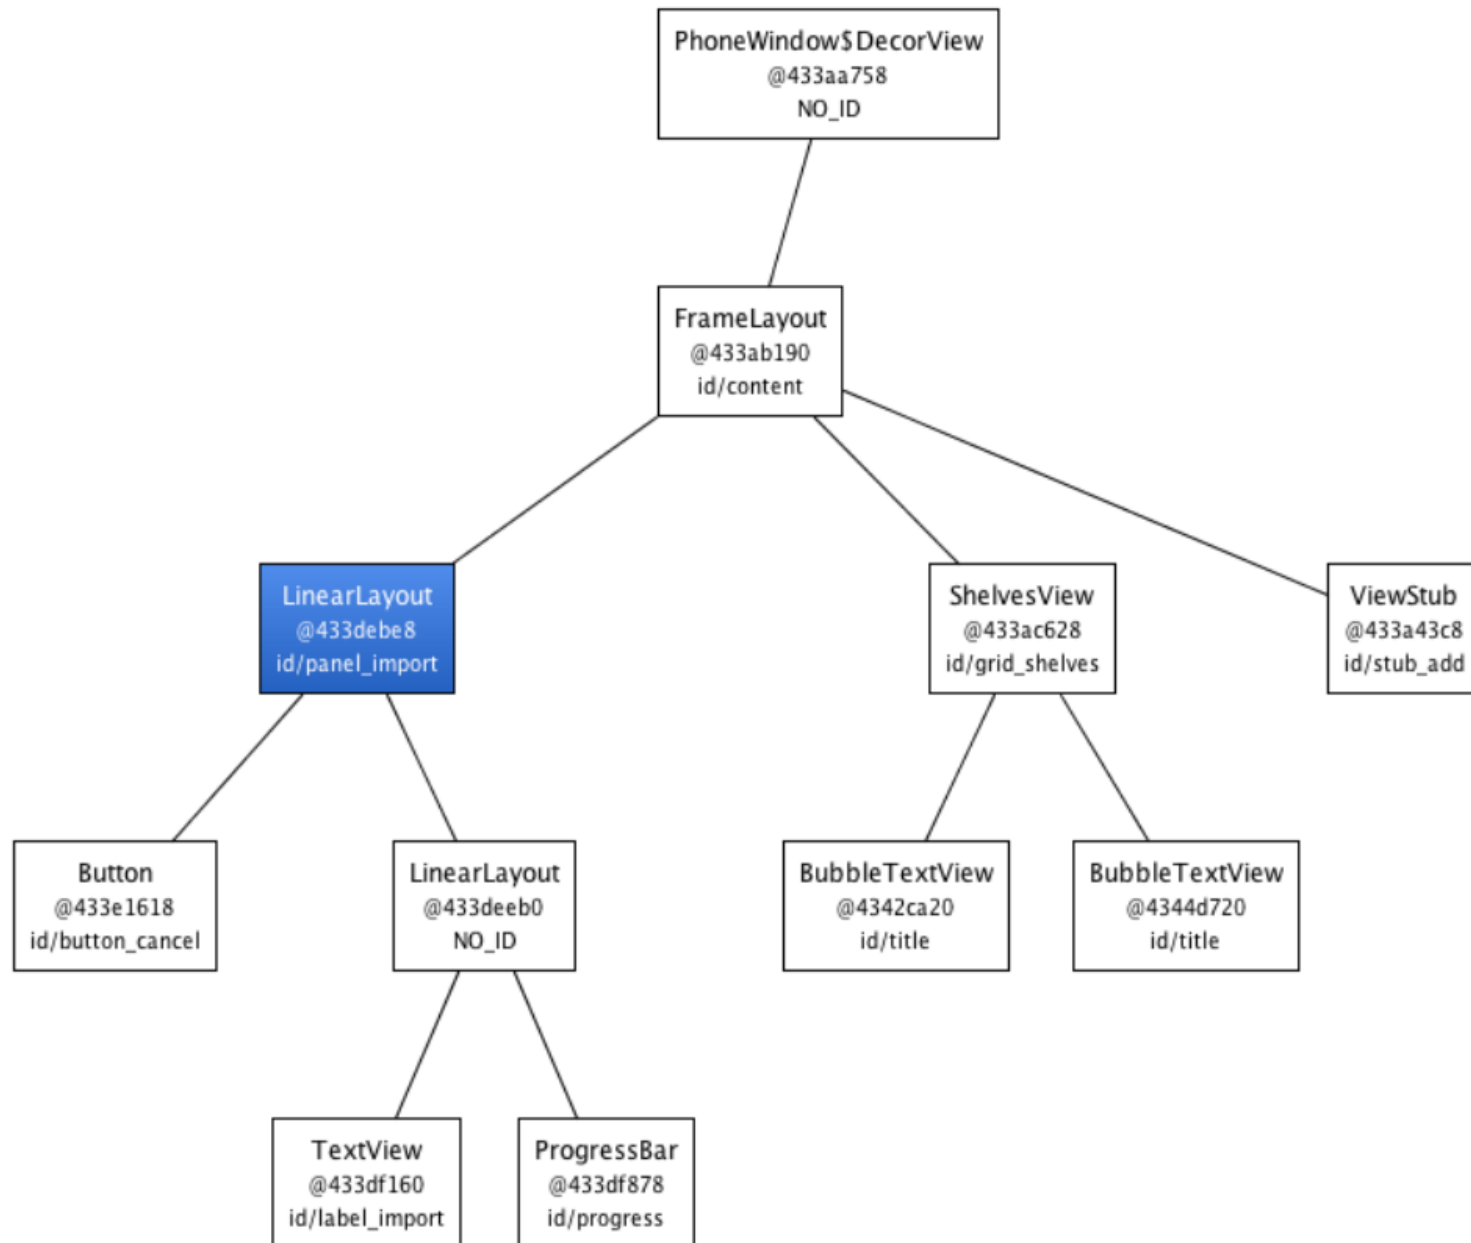 PhoneWindow$DecorView
@433aa758
NO_ID
FrameLayout
@433ab190
id/content
LinearLayout
@433debe8
id/panel_import
ShelvesView
@433ac628
id/grid_shelves
ViewStub
@433a43c8
id/stub_add
Button
@433e1618
id/button_cancel
LinearLayout
@433deeb0
NO_ID
BubbleTextView
@4342ca20
id/title
BubbleTextView
@4344d720
id/title
TextView
@433df160
id/label_import
ProgressBar
@433df878
id/progress